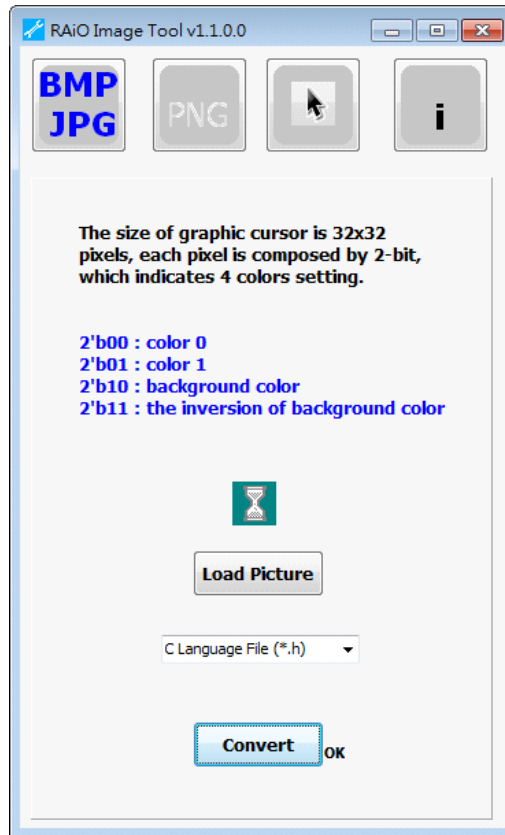 RAiO Image Tool v1.1.0.0
BMP
JPG
PNG
i
The size of graphic cursor is 32x32
pixels, each pixel is composed by 2-bit,
which indicates 4 colors setting.
2'b00 : color 0
2'b01 : color 1
2'b10 : background color
2'b11 : the inversion of background color
Load Picture
C Language File (*.h)
Convert
OK